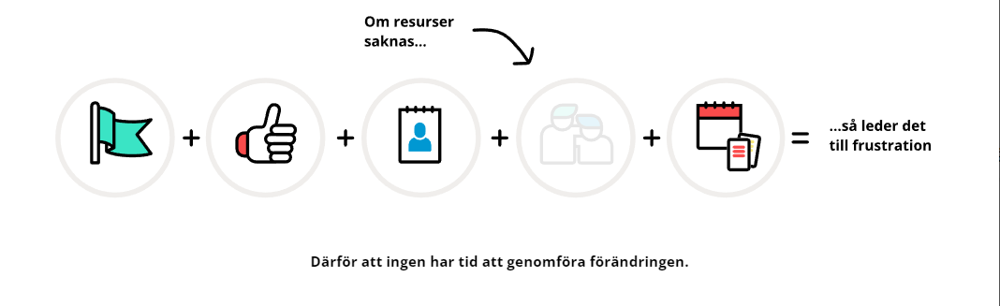 Om resurser
saknas...
...så leder det
till frustration
Därför att ingen har tid att genomföra förändringen.